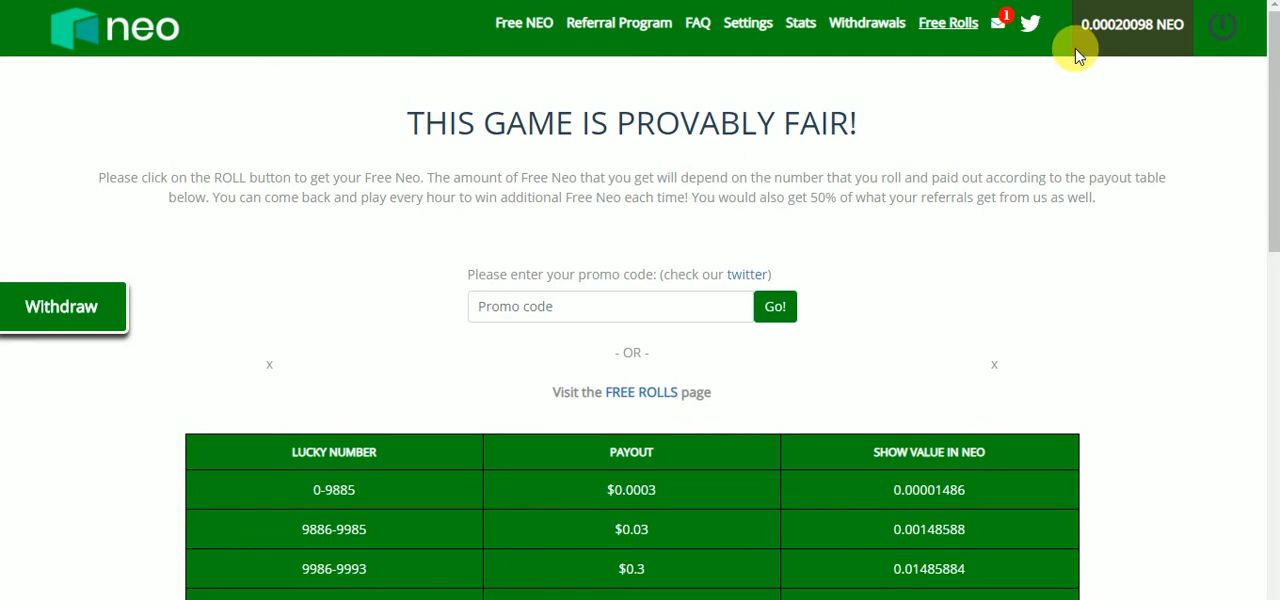 neo
Free NEO Referral Program FAQ Settings Stats Withdrawals Free Rolls 1 0.00020098 NEO
THIS GAME IS PROVABLY FAIR!
Please click on the ROLL button to get your Free Neo. The amount of Free Neo that you get will depend on the number that you roll and paid out according to the payout table
below. You can come back and play every hour to win additional Free Neo each time! You would also get 50% of what your referrals get from us as well.
Please enter your promo code: (check our twitter)
Withdraw
Promo code Go!
- OR -
x x
Visit the FREE ROLLS page
LUCKY NUMBER PAYOUT SHOW VALUE IN NEO
0-9885 $0.0003 0.00001486
9886-9985 $0.03 0.00148588
9986-9993 $0.3 0.01485884